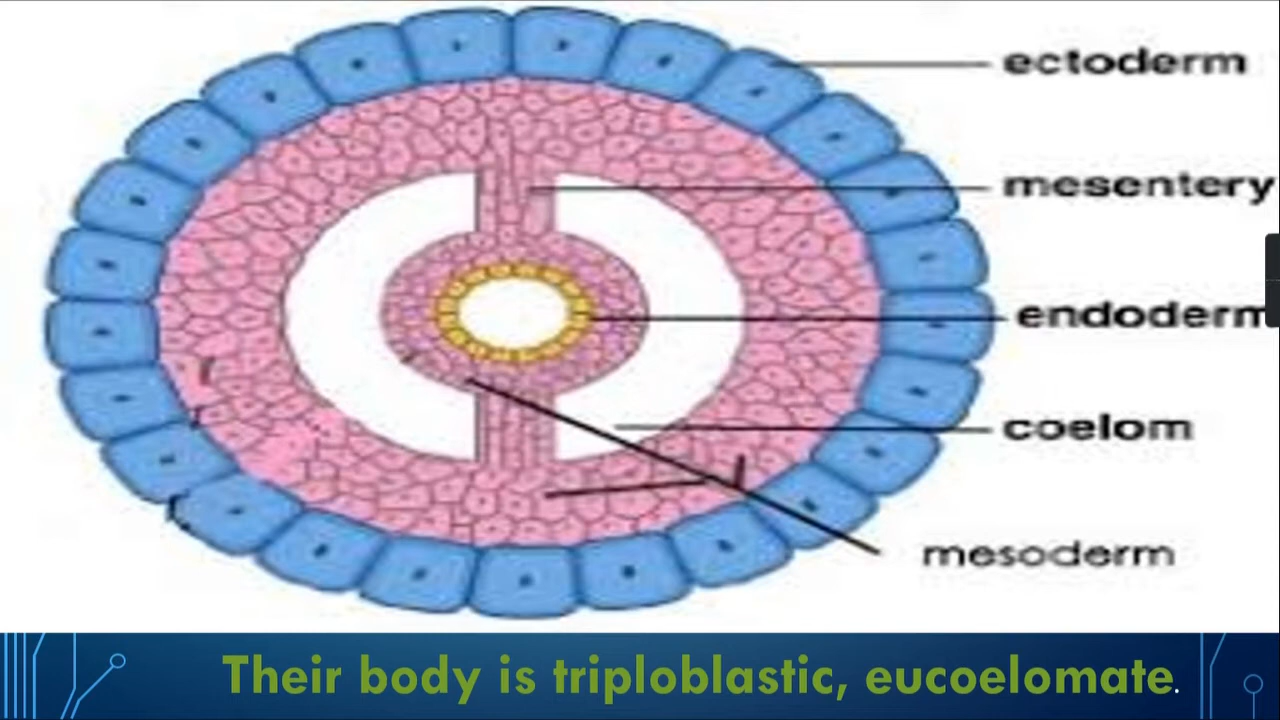 ectoderm
mesentery
endoderm
coelom
mesoderm
Their body is triploblastic, eucoelomate.